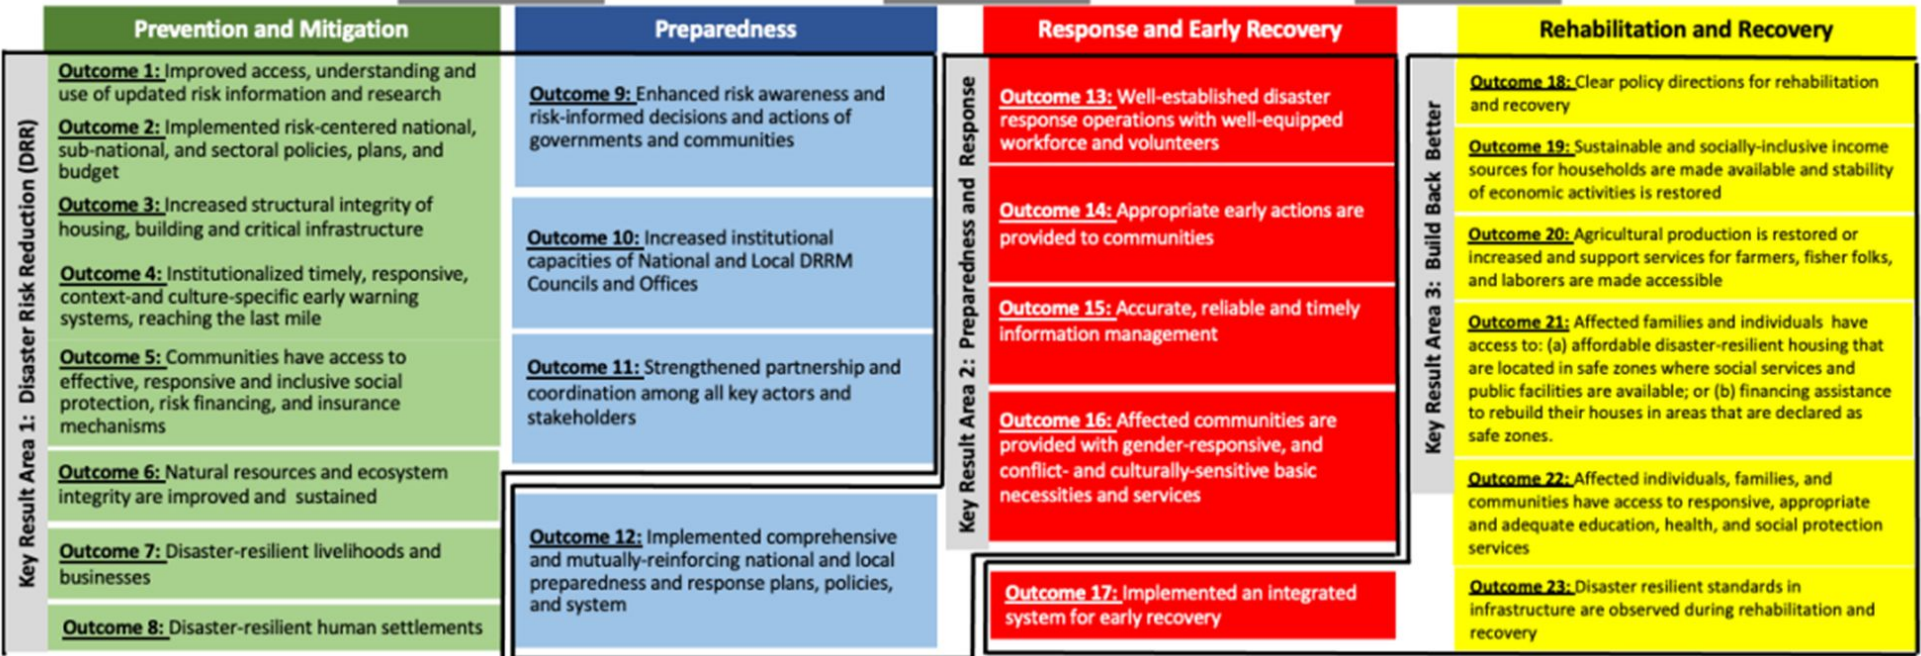 Prevention and Mitigation
Key Result Area 1: Disaster Risk Reduction (DRR)
Outcome 1: Improved access, understanding and
use of updated risk information and research
Outcome 2: Implemented risk-centered national,
sub-national, and sectoral policies, plans, and
budget
Outcome 3: Increased structural integrity of
housing, building and critical infrastructure
Outcome 4: Institutionalized timely, responsive,
context-and culture-specific early warning
systems, reaching the last mile
Outcome 5: Communities have access to
effective, responsive and inclusive social
protection, risk financing, and insurance
mechanisms
Outcome 6: Natural resources and ecosystem
integrity are improved and sustained
Outcome 7: Disaster-resilient livelihoods and
businesses
Outcome 8: Disaster-resilient human settlements
Preparedness
Outcome 9: Enhanced risk awareness and
risk-informed decisions and actions of
governments and communities
Outcome 10: Increased institutional
capacities of National and Local DRRM
Councils and Offices
Outcome 11: Strengthened partnership and
coordination among all key actors and
stakeholders
Outcome 12: Implemented comprehensive
and mutually-reinforcing national and local
preparedness and response plans, policies,
and system
Response and Early Recovery
Key Result Area 2: Preparedness and Response
Outcome 13: Well-established disaster
response operations with well-equipped
workforce and volunteers
Outcome 14: Appropriate early actions are
provided to communities
Outcome 15: Accurate, reliable and timely
information management
Outcome 16: Affected communities are
provided with gender-responsive, and
conflict- and culturally-sensitive basic
necessities and services
Outcome 17: Implemented an integrated
system for early recovery
Rehabilitation and Recovery
Key Result Area 3: Build Back Better
Outcome 18: Clear policy directions for rehabilitation
and recovery
Outcome 19: Sustainable and socially-inclusive income
sources for households are made available and stability
of economic activities is restored
Outcome 20: Agricultural production is restored or
increased and support services for farmers, fisher folks,
and laborers are made accessible
Outcome 21: Affected families and individuals have
access to: (a) affordable disaster-resilient housing that
are located in safe zones where social services and
public facilities are available; or (b) financing assistance
to rebuild their houses in areas that are declared as
safe zones.
Outcome 22: Affected individuals, families, and
communities have access to responsive, appropriate
and adequate education, health, and social protection
services
Outcome 23: Disaster resilient standards in
infrastructure are observed during rehabilitation and
recovery